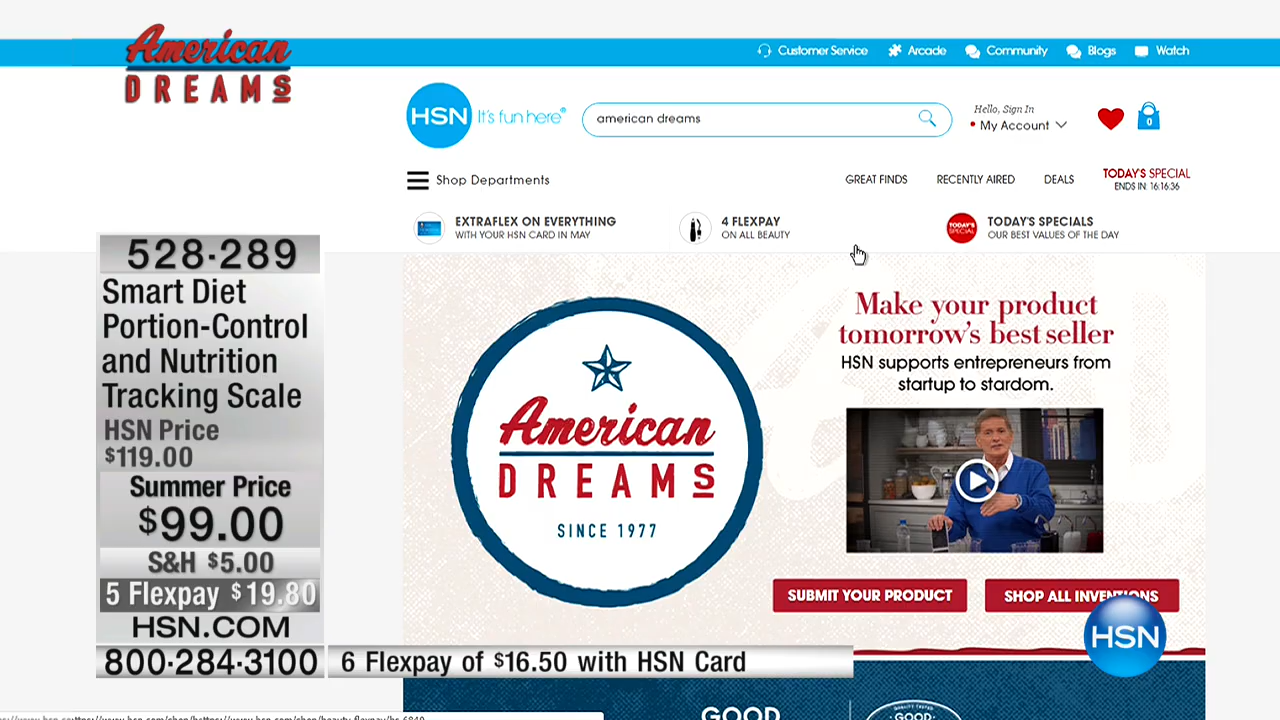 American
DREAMS
Customer Service
Arcade
Community
Blogs
Watch
HSN It's fun here®
american dreams
Hello, Sign In
My Account
0
Shop Departments
GREAT FINDS
RECENTLY AIRED
DEALS
TODAY'S SPECIAL
ENDS IN: 16:16:36
EXTRAFLEX ON EVERYTHING
WITH YOUR HSN CARD IN MAY
4 FLEXPAY
ON ALL BEAUTY
TODAY'S SPECIAL
TODAY'S SPECIALS
OUR BEST VALUES OF THE DAY
528-289
Smart Diet
Portion-Control
and Nutrition
Tracking Scale
HSN Price
$119.00
Summer Price
$99.00
S&H $5.00
5 Flexpay $19.80
HSN.COM
800-284-3100
6 Flexpay of $16.50 with HSN Card
American
DREAMS
SINCE 1977
Make your product
tomorrow's best seller
HSN supports entrepreneurs from
startup to stardom.
SUBMIT YOUR PRODUCT
SHOP ALL INVENTIONS
HSN
GOOD
QUALITY TESTED
GOOD